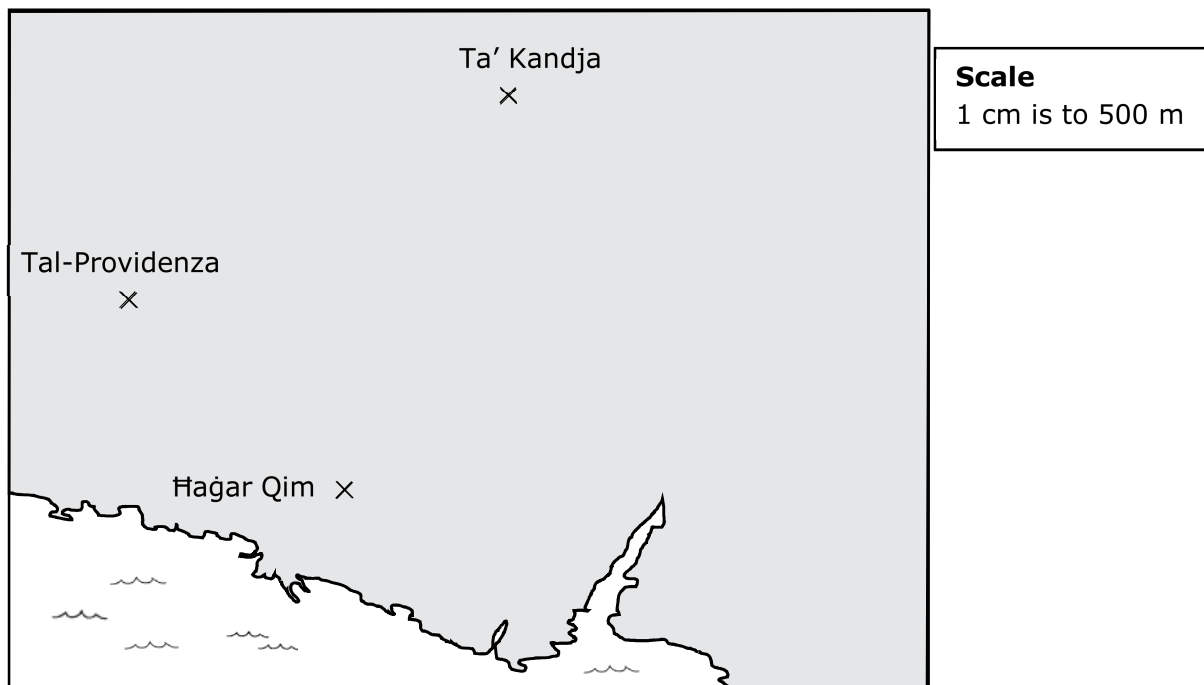 Ta’ Kandja
Scale
1 cm is to 500 m
Tal-Providenza
Ħaġar Qim